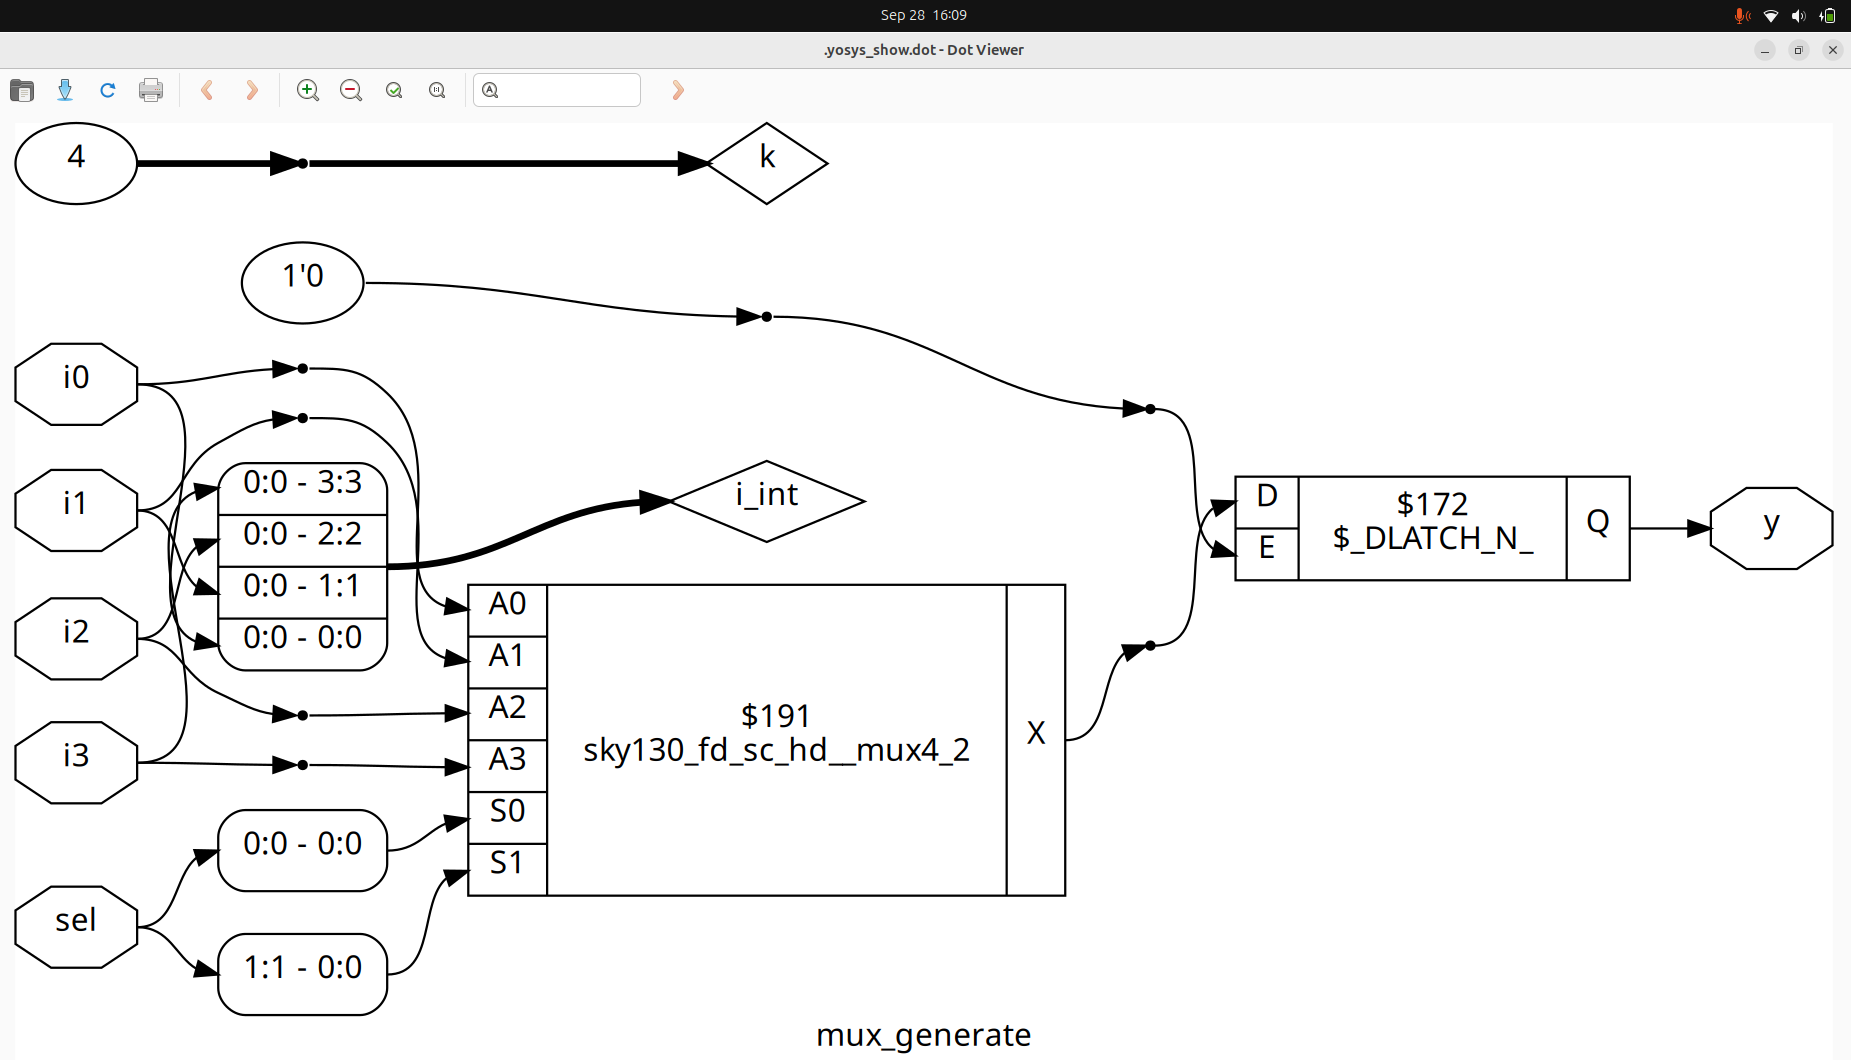 Sep 28 16:09
.yosys_show.dot - Dot Viewer
4
k
1'0
i0
i1
i2
i3
sel
0:0 - 3:3
0:0 - 2:2
0:0 - 1:1
0:0 - 0:0
i_int
0:0 - 0:0
1:1 - 0:0
A0
A1
A2
A3
S0
S1
$191
sky130_fd_sc_hd__mux4_2
X
D
E
$172
$_DLATCH_N_
Q
y
mux_generate